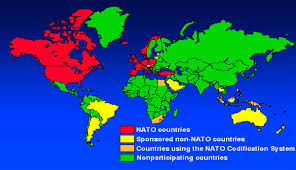 NATO countries
Sponsored non-NATO countries
Countries using the NATO Codification System
Nonparticipating countries